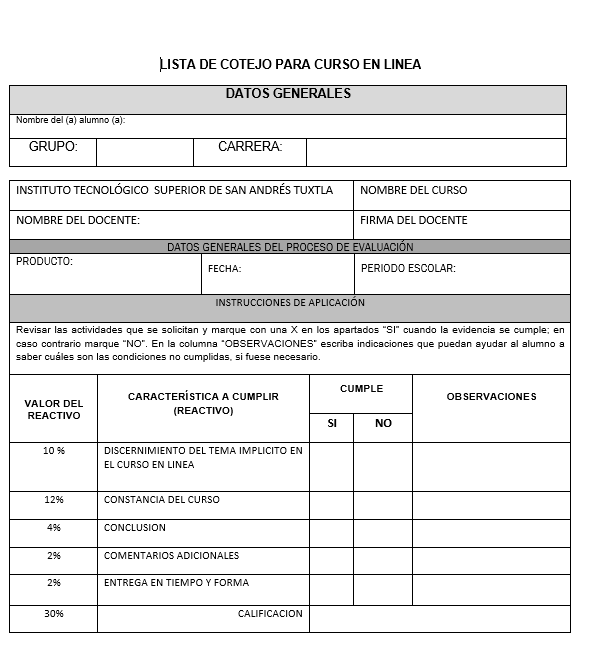 LISTA DE COTEJO PARA CURSO EN LINEA
DATOS GENERALES
Nombre del (a) alumno (a):
GRUPO: CARRERA:
INSTITUTO TECNOLÓGICO SUPERIOR DE SAN ANDRÉS TUXTLA NOMBRE DEL CURSO
NOMBRE DEL DOCENTE: FIRMA DEL DOCENTE
DATOS GENERALES DEL PROCESO DE EVALUACIÓN
PRODUCTO: FECHA: PERIODO ESCOLAR:
INSTRUCCIONES DE APLICACIÓN
Revisar las actividades que se solicitan y marque con una X en los apartados “SI” cuando la evidencia se cumple; en
caso contrario marque “NO”. En la columna “OBSERVACIONES” escriba indicaciones que puedan ayudar al alumno a
saber cuáles son las condiciones no cumplidas, si fuese necesario.
VALOR DEL
REACTIVO
CARACTERÍSTICA A CUMPLIR
(REACTIVO)
CUMPLE
SI NO
OBSERVACIONES
10 % DISCERNIMIENTO DEL TEMA IMPLICITO EN
EL CURSO EN LINEA
12% CONSTANCIA DEL CURSO
4% CONCLUSION
2% COMENTARIOS ADICIONALES
2% ENTREGA EN TIEMPO Y FORMA
30% CALIFICACION